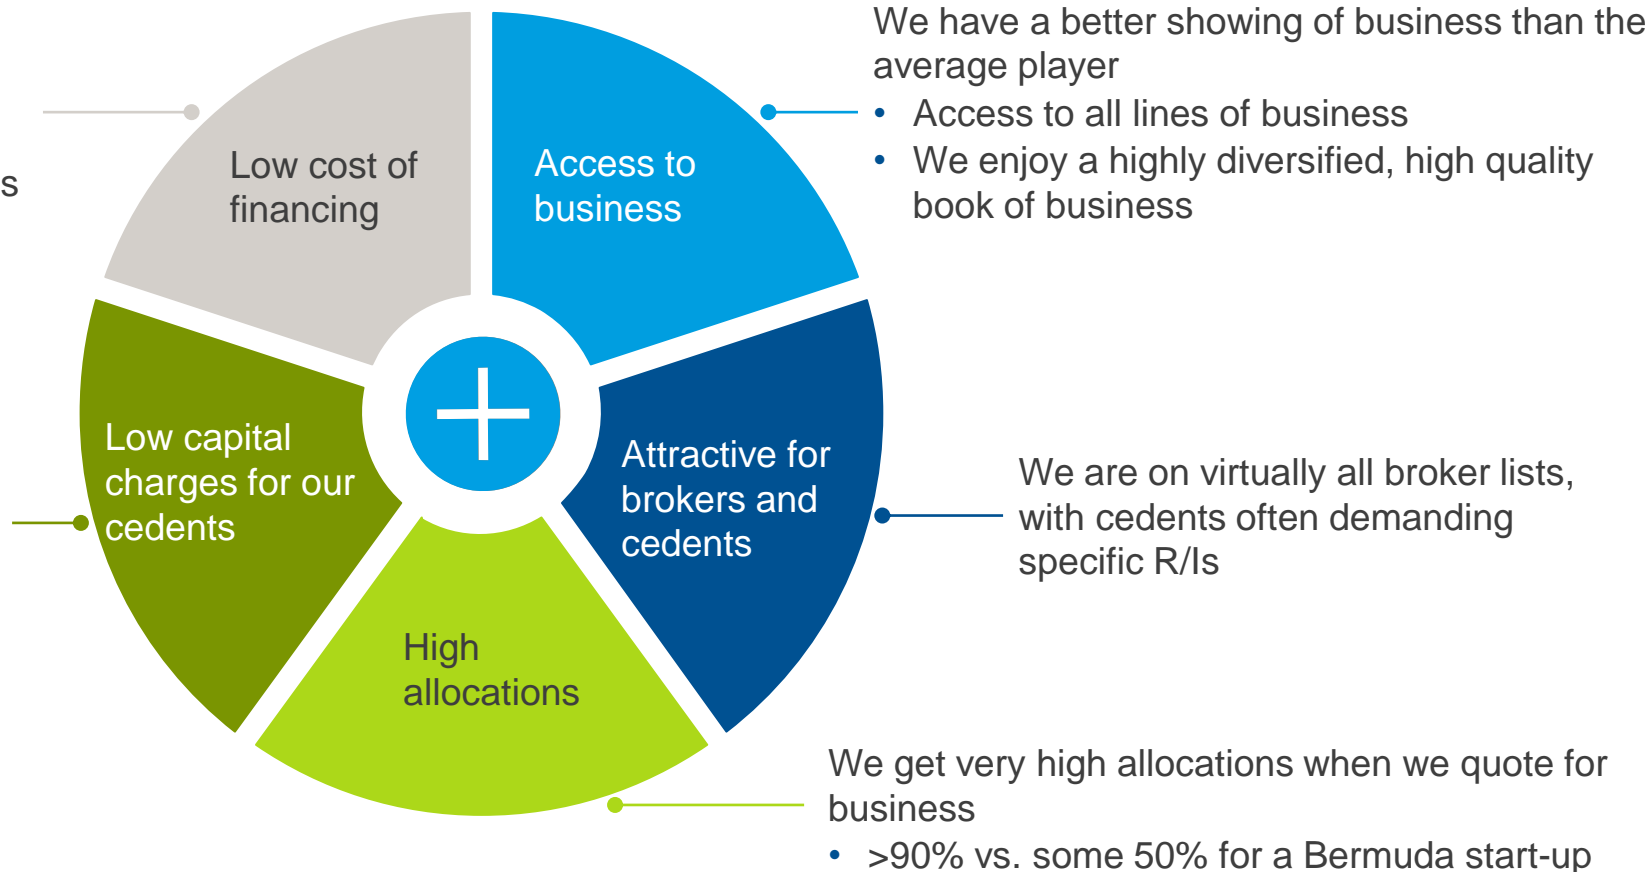 We have a better showing of business than the
average player
• Access to all lines of business
• We enjoy a highly diversified, high quality
book of business
s
Low cost of
financing
Access to
business
Low capital
charges for our
cedents
Attractive for
brokers and
cedents
We are on virtually all broker lists,
with cedents often demanding
specific R/Is
High
allocations
We get very high allocations when we quote for
business
• >90% vs. some 50% for a Bermuda start-up